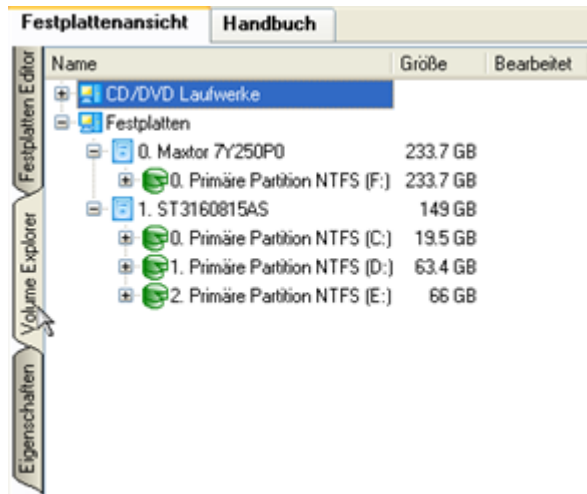 Festplattenansicht Handbuch
Festplatten Editor
Volume Explorer
Eigenschaften
Name Größe Bearbeitet
CD/DVD Laufwerke
Festplatten
0. Maxtor 7Y250P0 233.7 GB
0. Primäre Partition NTFS (F:) 233.7 GB
1. ST3160815AS 149 GB
0. Primäre Partition NTFS (C:) 19.5 GB
1. Primäre Partition NTFS (D:) 63.4 GB
2. Primäre Partition NTFS (E:) 66 GB